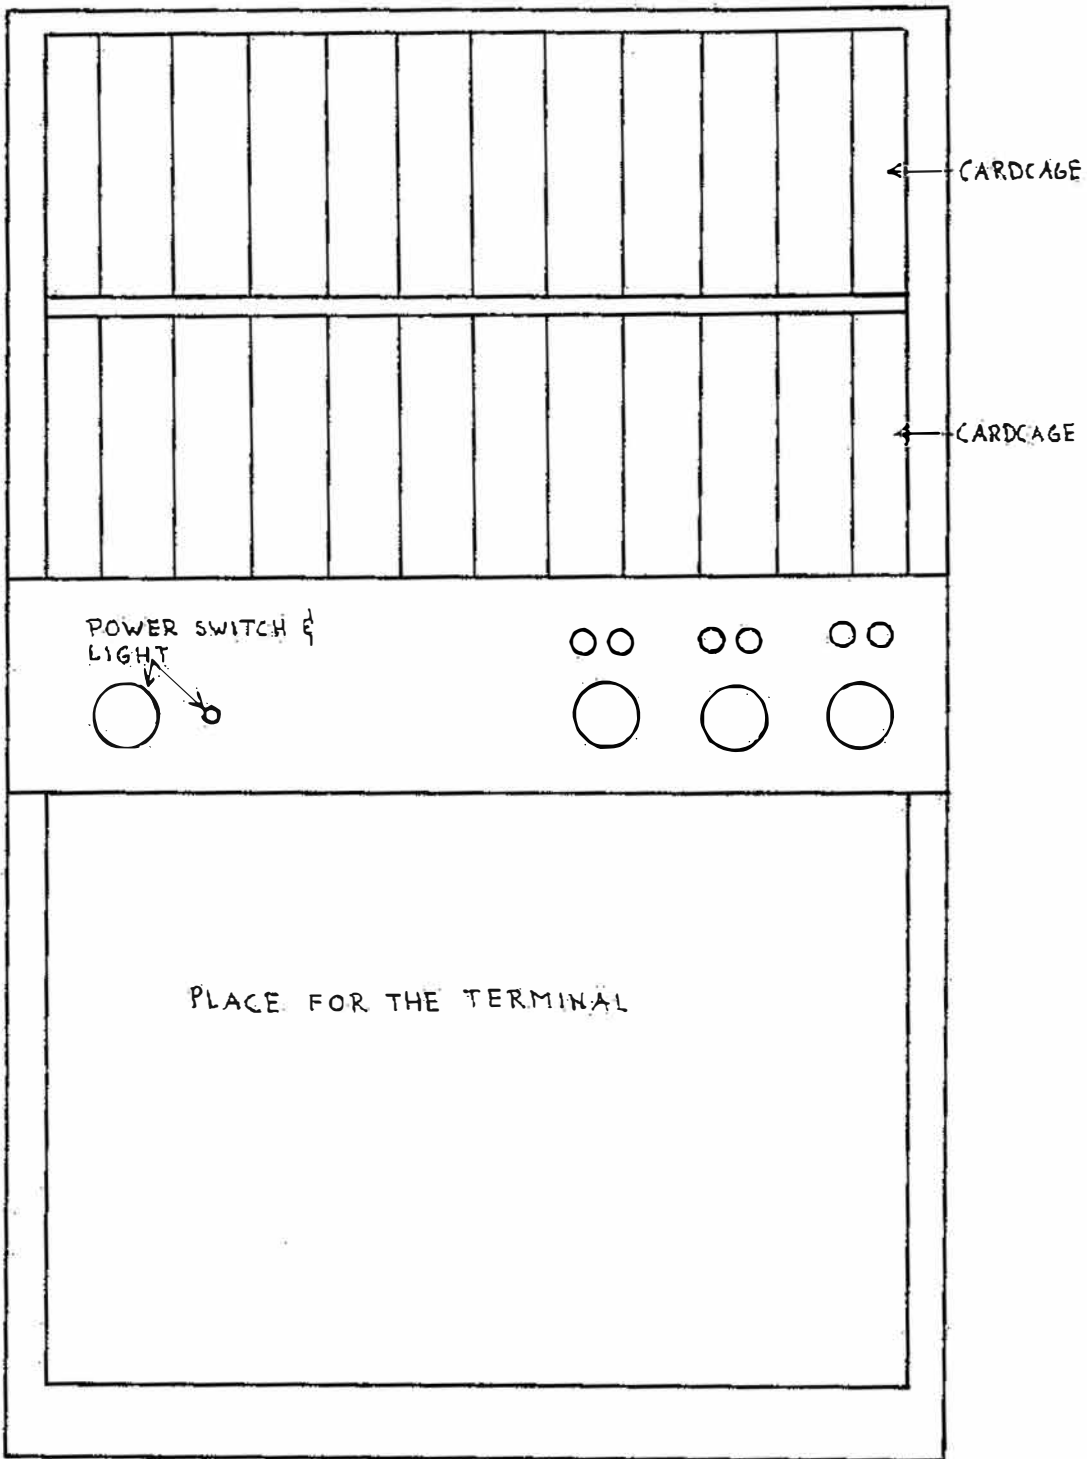 CARDCAGE
CARDCAGE
POWER SWITCH &
LIGHT
PLACE FOR THE TERMINAL